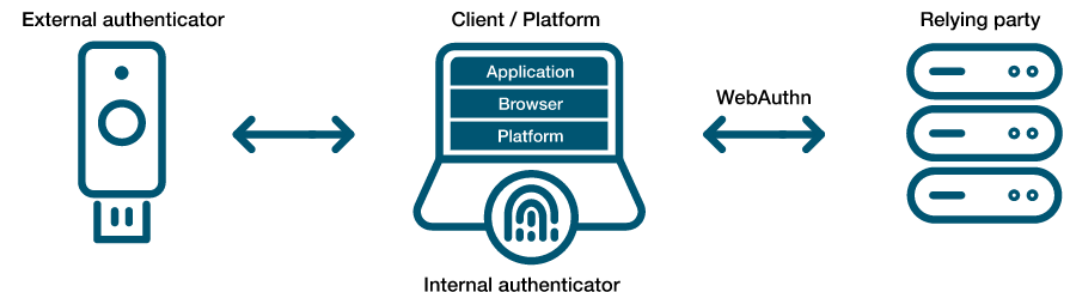 External authenticator
Client / Platform
Relying party
Application
Browser
Platform
WebAuthn
Internal authenticator